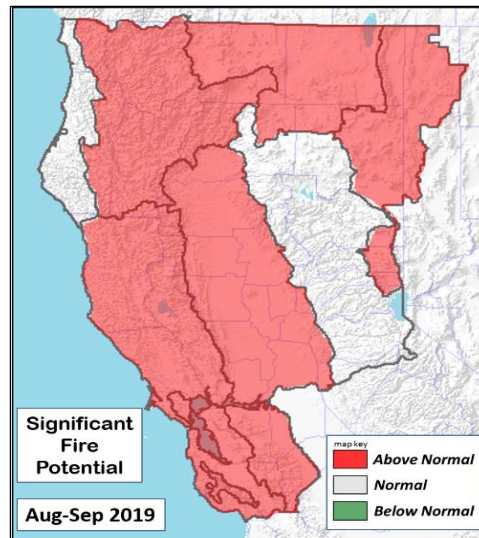 Significant
Fire
Potential
Aug-Sep 2019
map key
Above Normal
Normal
Below Normal